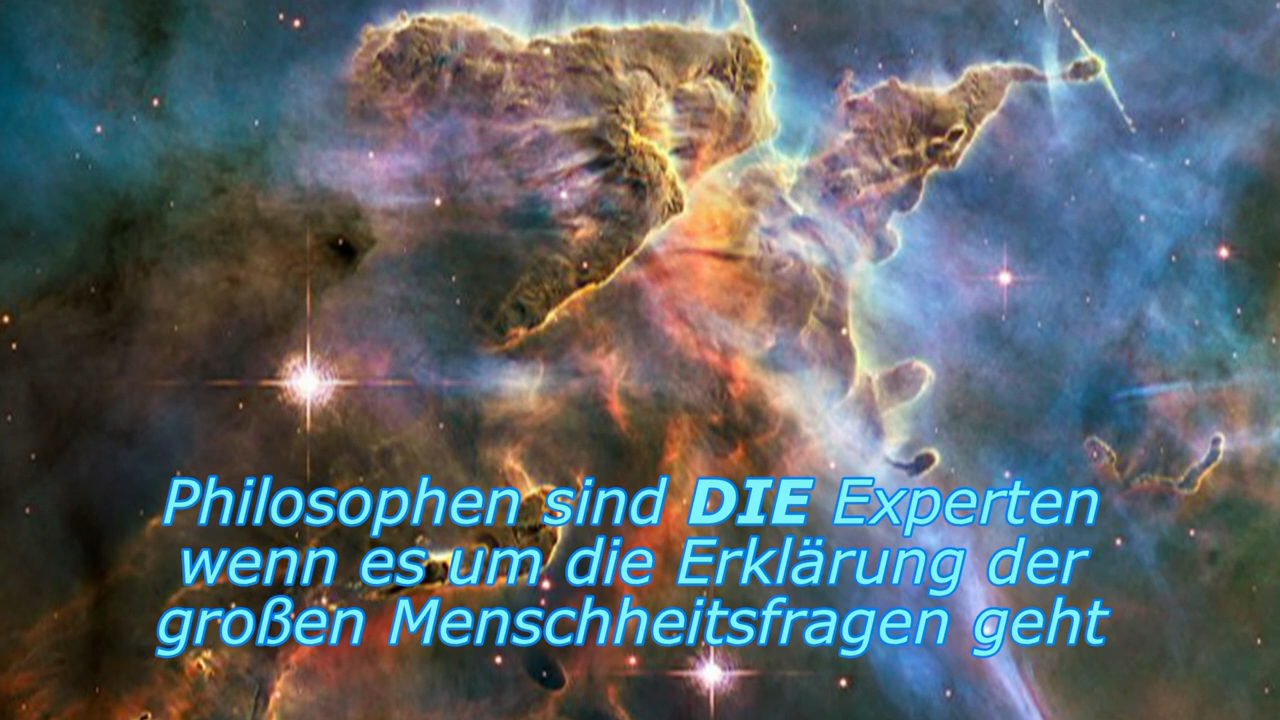 Philosophen sind DIE Experten
wenn es um die Erklärung der
großen Menschheitsfragen geht